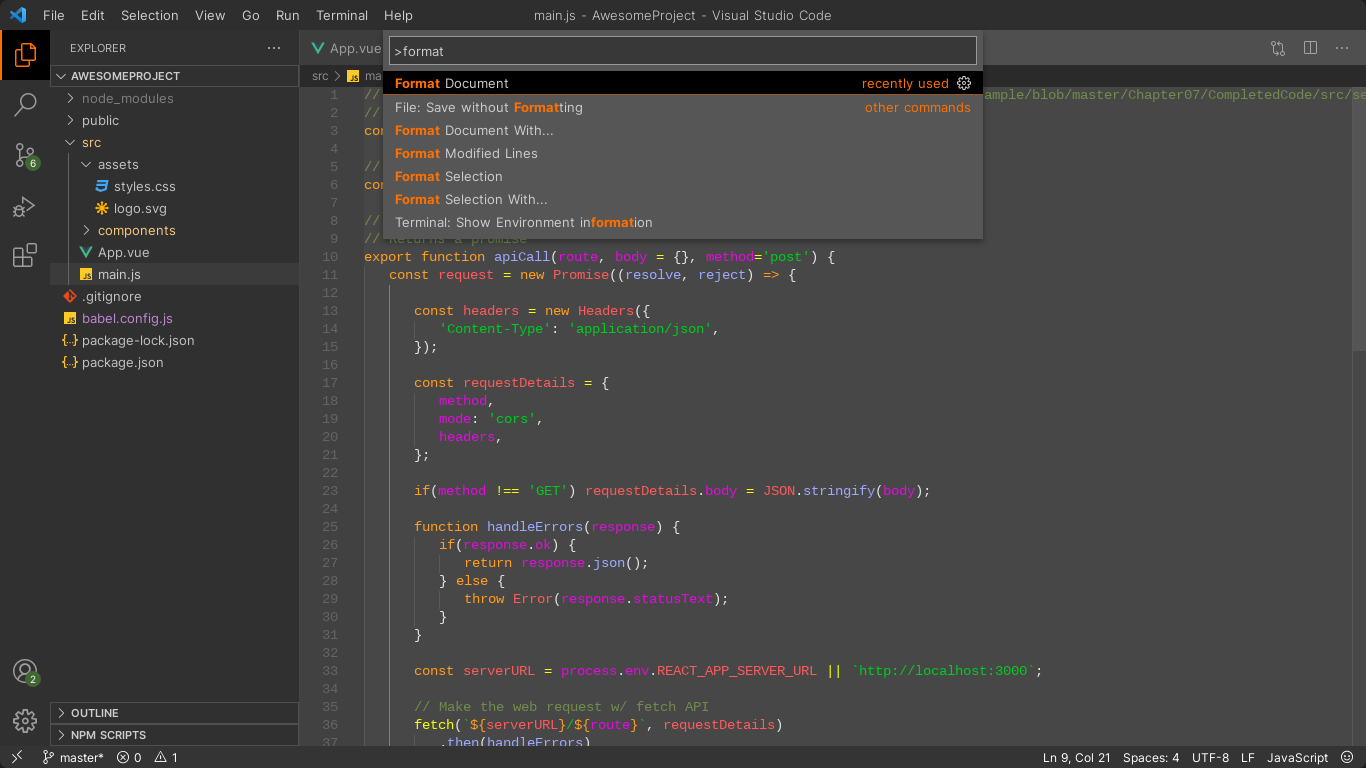 File Edit Selection View Go Run Terminal Help main.js - AwesomeProject - Visual Studio Code
EXPLORER
AWESOMEPROJECT
node_modules
public
src
assets
styles.css
logo.svg
components
App.vue
main.js
.gitignore
babel.config.js
package-lock.json
package.json
OUTLINE
NPM SCRIPTS
6
2
App.vue
src > JS
>format
Format Document recently used
File: Save without Formatting other commands
Format Document With...
Format Modified Lines
Format Selection
Format Selection With...
Terminal: Show Environment information
1 // ample/blob/master/Chapter07/CompletedCode/src/se
2 //
3
4
5 //
6
7
8 //
9 // Returns a promise
10 export function apiCall(route, body = {}, method='post') {
11 const request = new Promise((resolve, reject) => {
12
13 const headers = new Headers({
14 'Content-Type': 'application/json',
15 });
16
17 const requestDetails = {
18 method,
19 mode: 'cors',
20 headers,
21 };
22
23 if(method !== 'GET') requestDetails.body = JSON.stringify(body);
24
25 function handleErrors(response) {
26 if(response.ok) {
27 return response.json();
28 } else {
29 throw Error(response.statusText);
30 }
31 }
32
33 const serverURL = process.env.REACT_APP_SERVER_URL || `http://localhost:3000`;
34
35 // Make the web request w/ fetch API
36 fetch(`${serverURL}/${route}`, requestDetails)
37 .then(handleErrors)
master* 0 1 Ln 9, Col 21 Spaces: 4 UTF-8 LF JavaScript